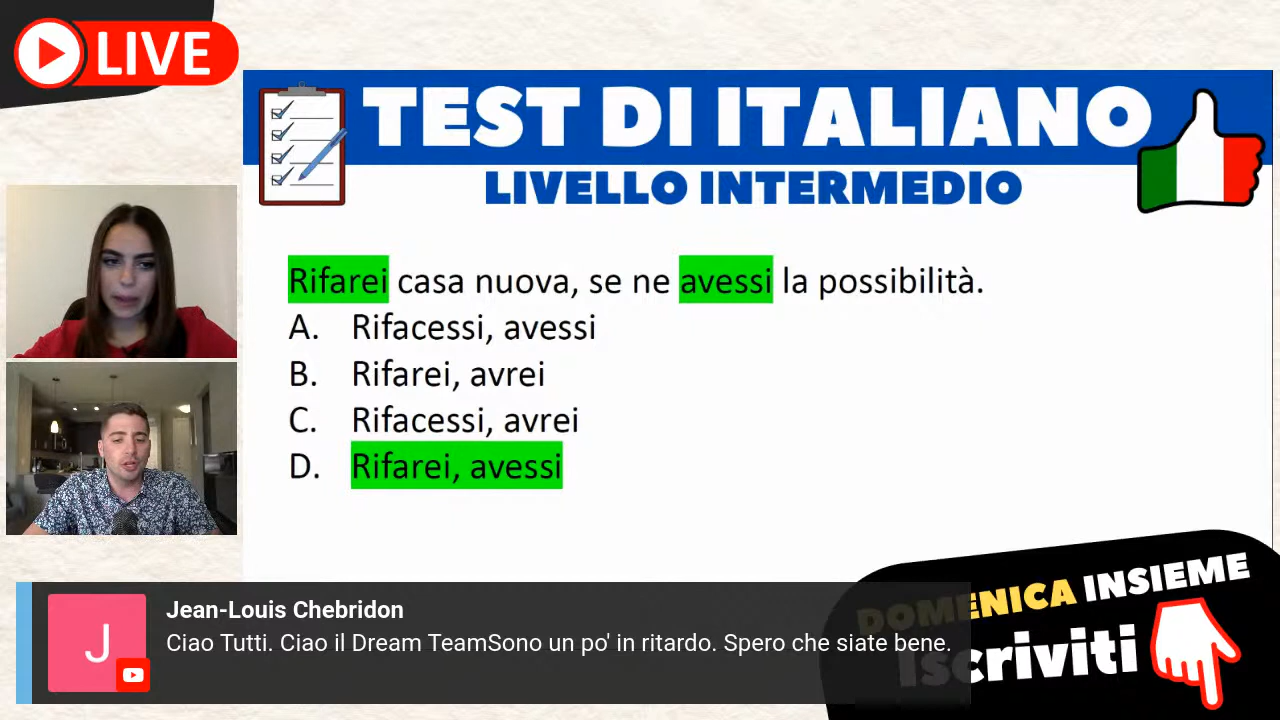 LIVE
TEST DI ITALIANO
LIVELLO INTERMEDIO
Rifarei casa nuova, se ne avessi la possibilità.
A. Rifacessi, avessi
B. Rifarei, avrei
C. Rifacessi, avrei
D. Rifarei, avessi
DOMENICA INSIEME
Iscriviti
J
Jean-Louis Chebridon
Ciao Tutti. Ciao il Dream TeamSono un po' in ritardo. Spero che siate bene.